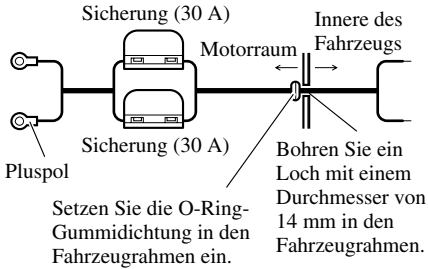 Sicherung (30 A)
Innere des
Fahrzeugs
Motorraum
Sicherung (30 A)
Pluspol
Bohren Sie ein
Loch mit einem
Durchmesser von
14 mm in den
Fahrzeugrahmen.
Setzen Sie die O-Ring-
Gummidichtung in den
Fahrzeugrahmen ein.